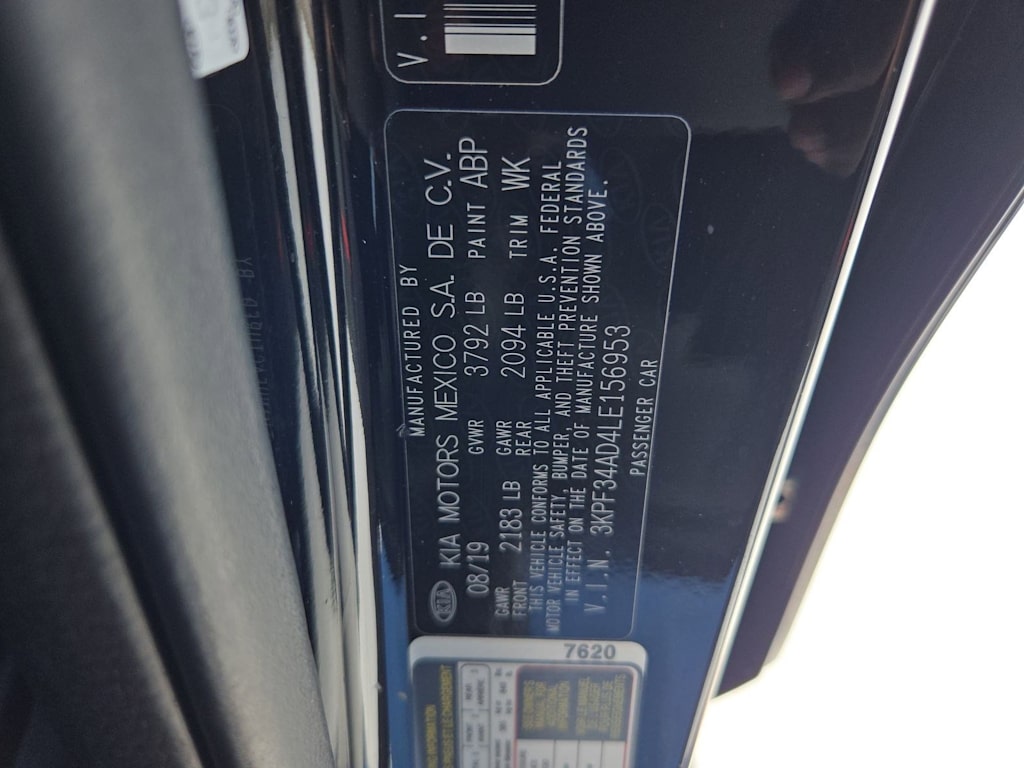 V.I
MANUFACTURED BY
KIA KIA MOTORS MEXICO S.A. DE C.V.
08/19 GVWR 3792 LB PAINT ABP
GAWR FRONT 2183 LB GAWR REAR 2094 LB TRIM WK
THIS VEHICLE CONFORMS TO ALL APPLICABLE U.S.A. FEDERAL
MOTOR VEHICLE SAFETY, BUMPER, AND THEFT PREVENTION STANDARDS
IN EFFECT ON THE DATE OF MANUFACTURE SHOWN ABOVE.
V.I.N. 3KPF34AD4LE156953
PASSENGER CAR
7620